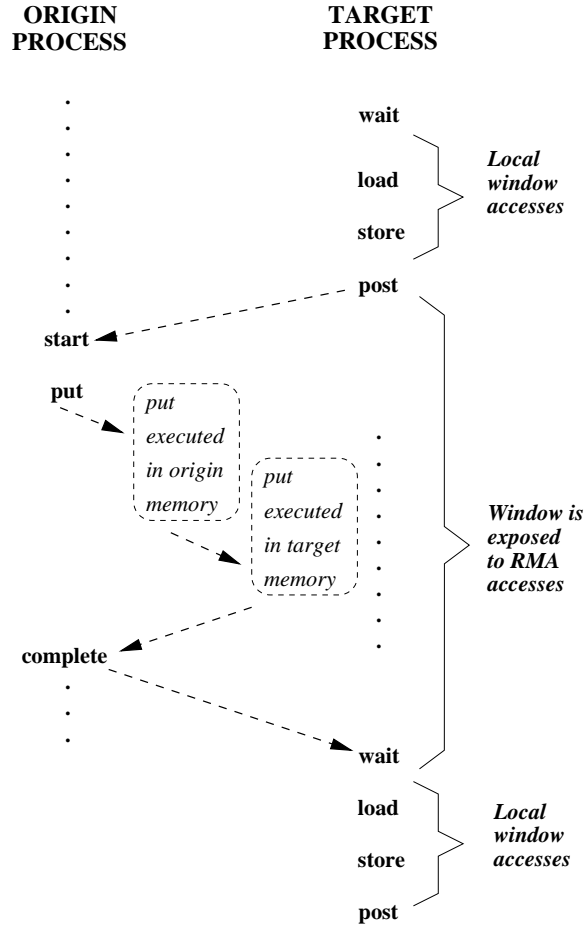 ORIGIN
PROCESS
TARGET
PROCESS
wait
load
store
Local
window
accesses
post
start
put
put
executed
in origin
memory
put
executed
in target
memory
Window is
exposed
to RMA
accesses
complete
wait
load
store
post
Local
window
accesses